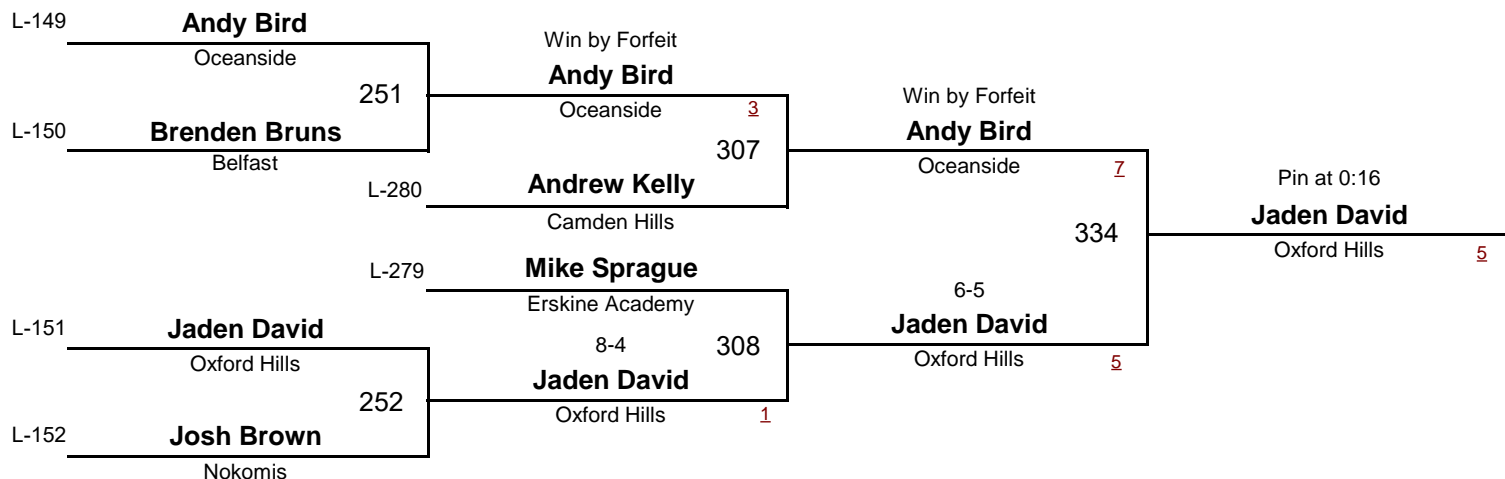 L-149
Andy Bird
Oceanside
251
L-150
Brenden Bruns
Belfast
L-151
Jaden David
Oxford Hills
252
L-152
Josh Brown
Nokomis
Win by Forfeit
Andy Bird
Oceanside
3
307
L-280
Andrew Kelly
Camden Hills
L-279
Mike Sprague
Erskine Academy
308
8-4
Jaden David
Oxford Hills
1
Win by Forfeit
Andy Bird
Oceanside
7
334
6-5
Jaden David
Oxford Hills
5
Pin at 0:16
Jaden David
Oxford Hills
5